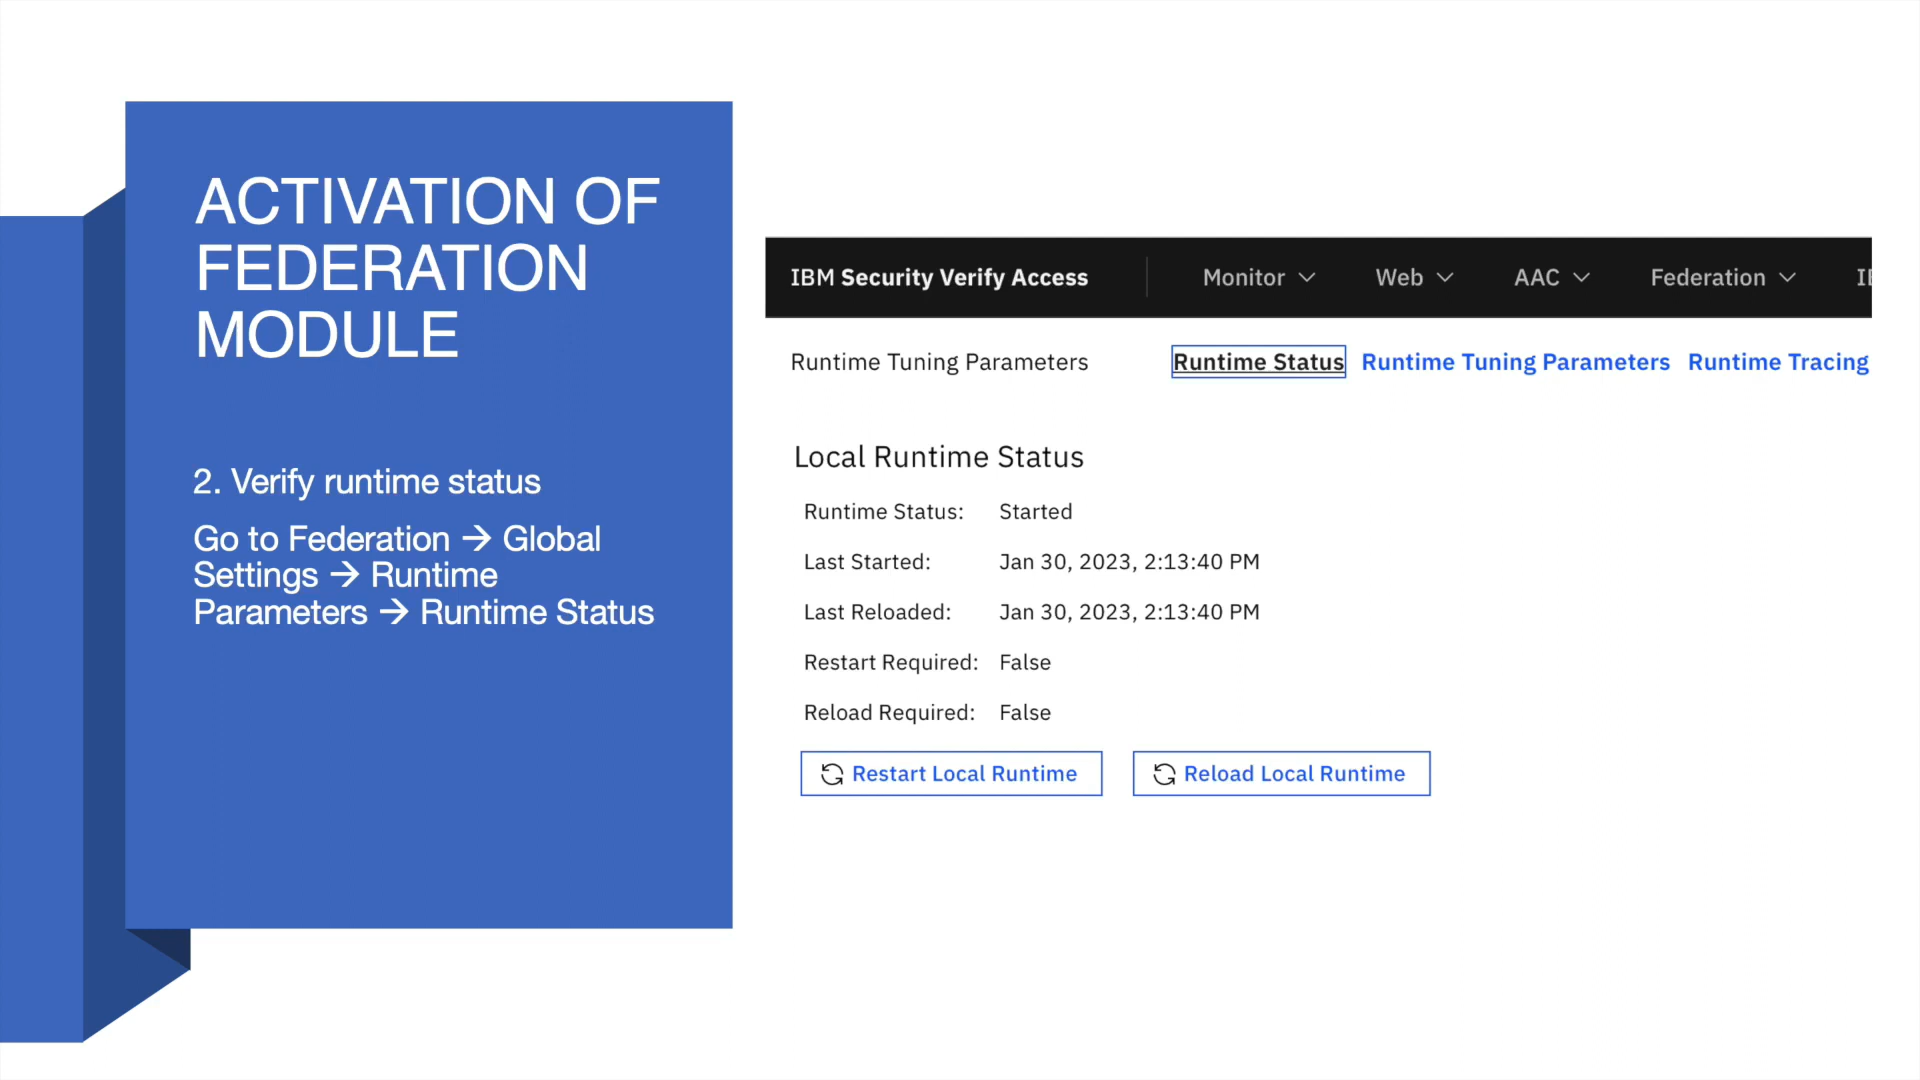 ACTIVATION OF
FEDERATION
MODULE
2. Verify runtime status
Go to Federation → Global
Settings → Runtime
Parameters → Runtime Status
IBM Security Verify Access
Monitor
Web
AAC
Federation
Runtime Tuning Parameters
Runtime Status
Runtime Tuning Parameters
Runtime Tracing
Local Runtime Status
Runtime Status: Started
Last Started: Jan 30, 2023, 2:13:40 PM
Last Reloaded: Jan 30, 2023, 2:13:40 PM
Restart Required: False
Reload Required: False
Restart Local Runtime
Reload Local Runtime